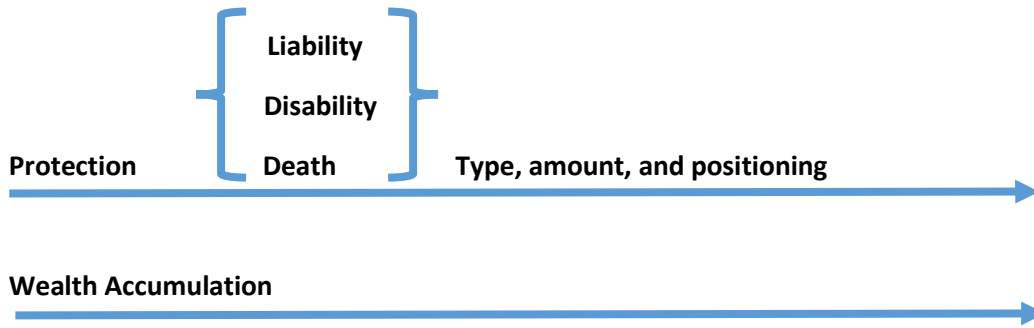 Liability
Disability
Protection Death Type, amount, and positioning
Wealth Accumulation